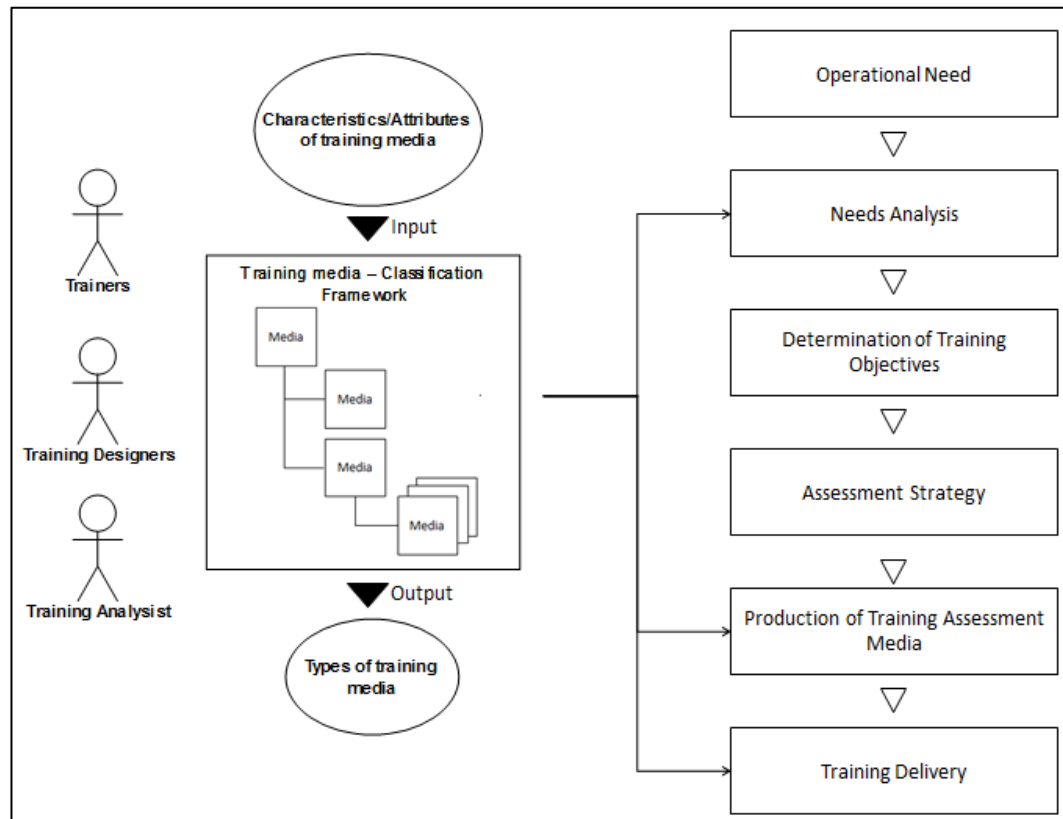 Characteristics/Attributes
of training media
Input
Trainers
Training Designers
Training Analysist
Training media – Classification
Framework
Media
Media
Media
Media
Output
Types of training
media
Operational Need
Needs Analysis
Determination of Training
Objectives
Assessment Strategy
Production of Training Assessment
Media
Training Delivery